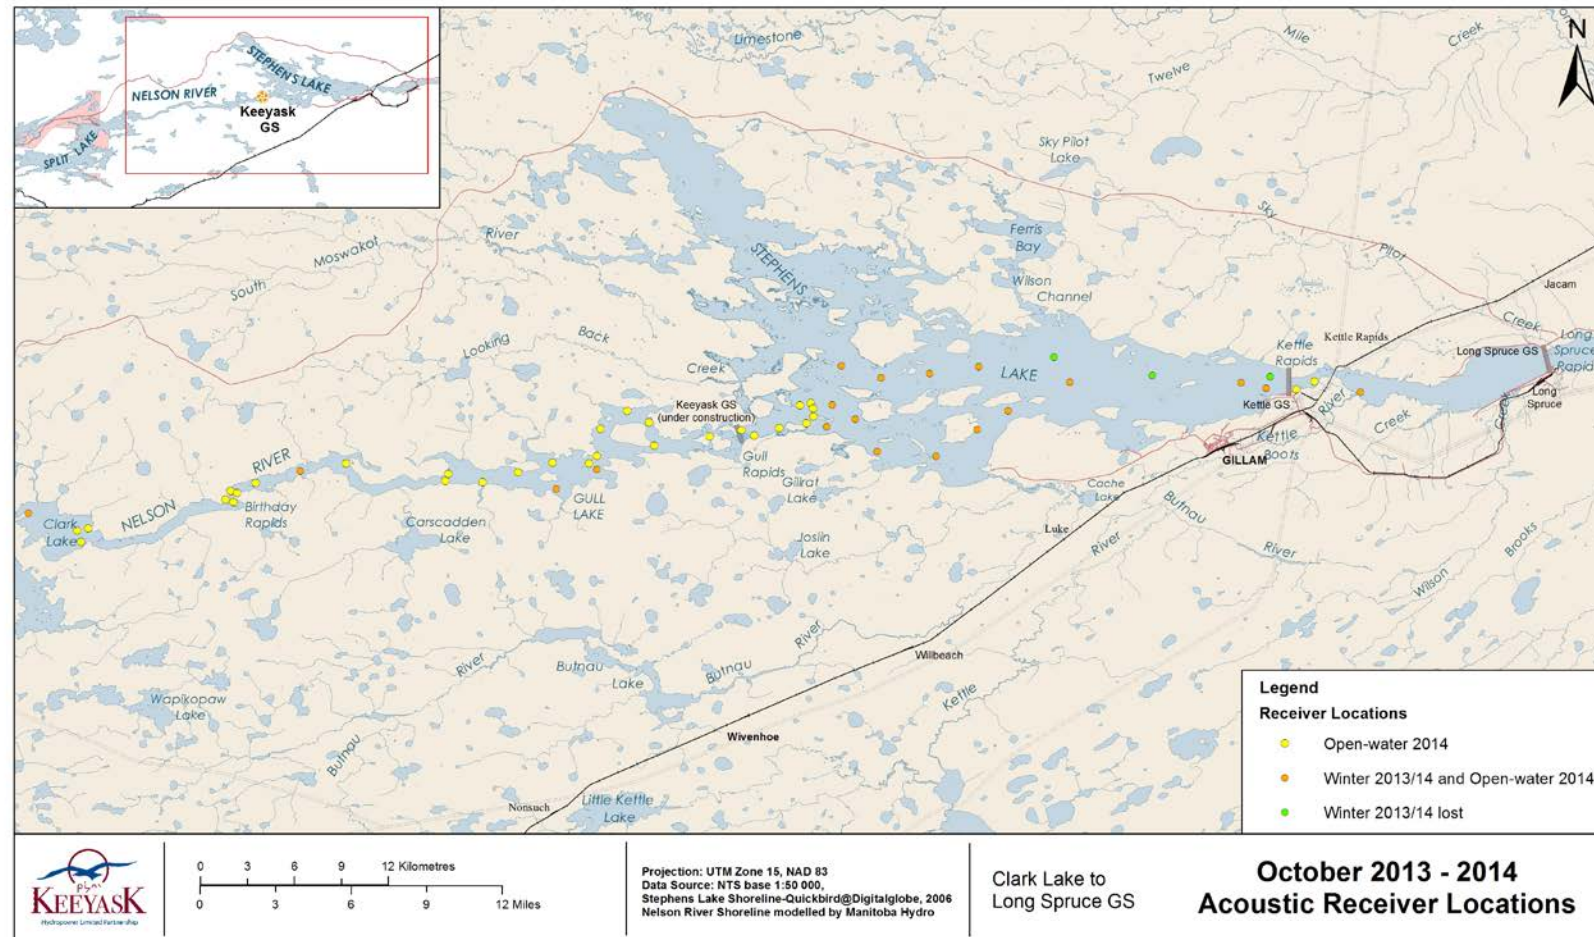 NELSON RIVER
STEPHENS LAKE
Keeyask
GS
SPLIT LAKE
Limestone
Mile
Creek
Twelve
N
Sky Pilot
Lake
Sky
Pilot
Ferris
Bay
Wilson
Channel
STEPHENS
LAKE
South
Moswakot
River
Looking
Back
Creek
Keeyask GS
(under construction)
Gull
Rapids
Gillrat
Lake
Joslin
Lake
GULL
LAKE
NELSON
RIVER
Birthday
Rapids
Clark
Lake
Carscadden
Lake
Kettle
Rapids
Kettle GS
Kettle Rapids
Jacam
Creek
Long
Spruce
Rapids
Long Spruce GS
Long
Spruce
Creek
River
Creek
Kettle
Boots
GILLAM
Cache
Lake
Butnau
River
Luke
River
Wilson
Brooks
Willbeach
Kettle
Butnau
River
Butnau
Lake
River
Butnau
Wapikopaw
Lake
Wivenhoe
Nonsuch
Little Kettle
Lake
Legend
Receiver Locations
Open-water 2014
Winter 2013/14 and Open-water 2014
Winter 2013/14 lost
KEEYASK
Hydropower Limited Partnership
0 3 6 9 12 Kilometres
0 3 6 9 12 Miles
Projection: UTM Zone 15, NAD 83
Data Source: NTS base 1:50 000,
Stephens Lake Shoreline-Quickbird@Digitalglobe, 2006
Nelson River Shoreline modelled by Manitoba Hydro
Clark Lake to
Long Spruce GS
October 2013 - 2014
Acoustic Receiver Locations